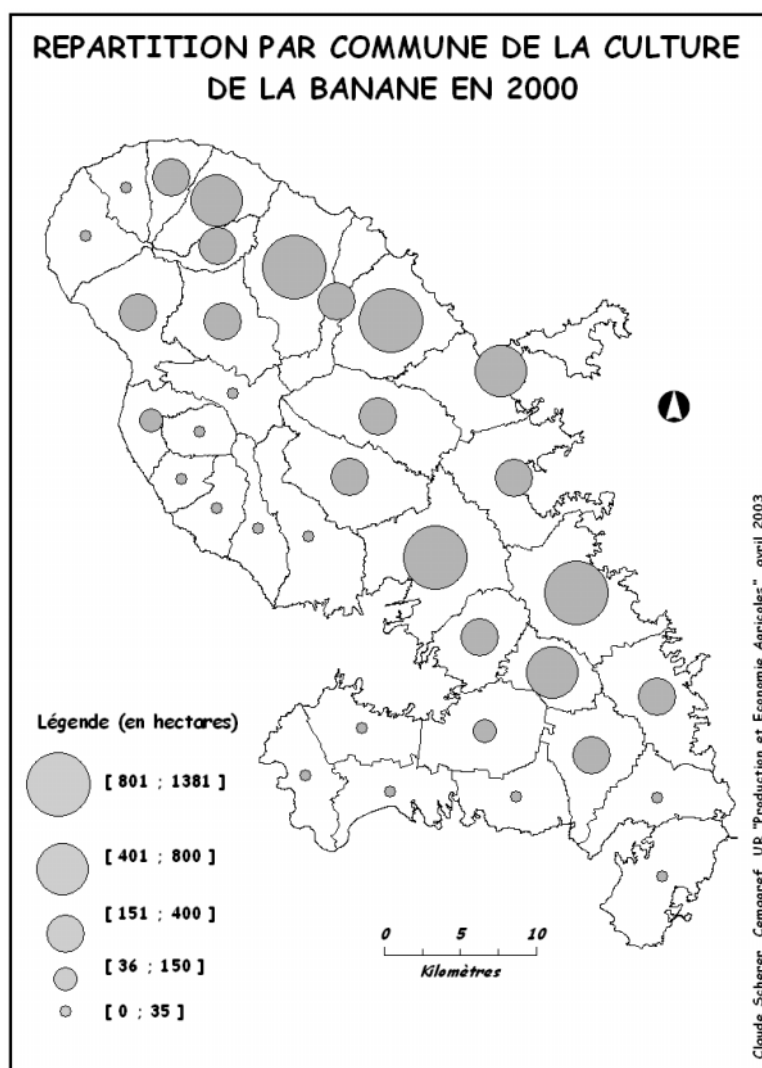 REPARTITION PAR COMMUNE DE LA CULTURE
DE LA BANANE EN 2000
Légende (en hectares)
[ 801 ; 1381 ]
[ 401 ; 800 ]
[ 151 ; 400 ]
[ 36 ; 150 ]
[ 0 ; 35 ]
0 5 10
Kilomètres
Claude Scherer, Cemagref, UR "Production et Economie Agricoles", avril 2003